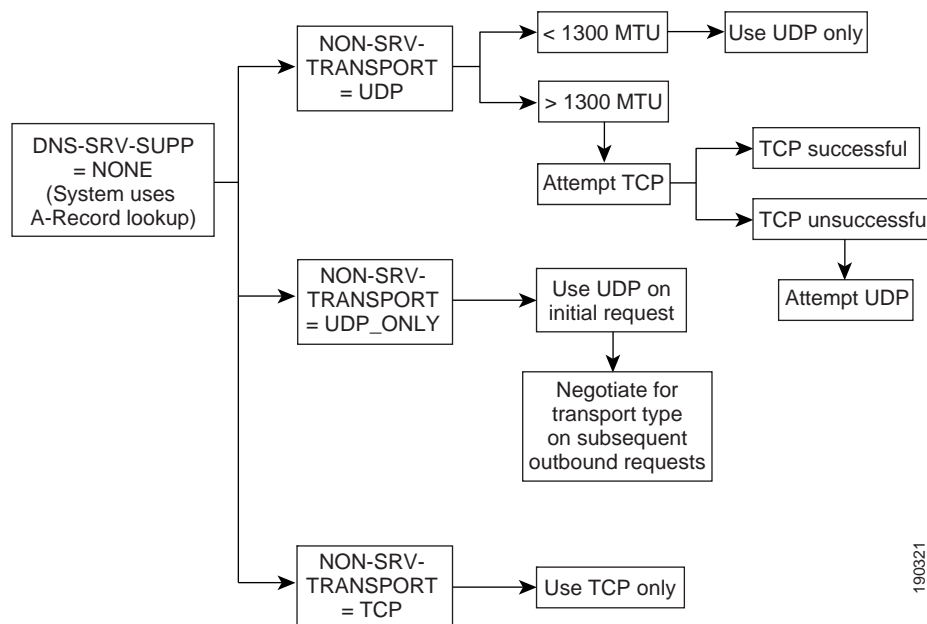 DNS-SRV-SUPP
= NONE
(System uses
A-Record lookup)
NON-SRV-
TRANSPORT
= UDP
< 1300 MTU
Use UDP only
> 1300 MTU
Attempt TCP
TCP successful
TCP unsuccessful
Attempt UDP
NON-SRV-
TRANSPORT
= UDP_ONLY
Use UDP on
initial request
Negotiate for
transport type
on subsequent
outbound requests
NON-SRV-
TRANSPORT
= TCP
Use TCP only
190321